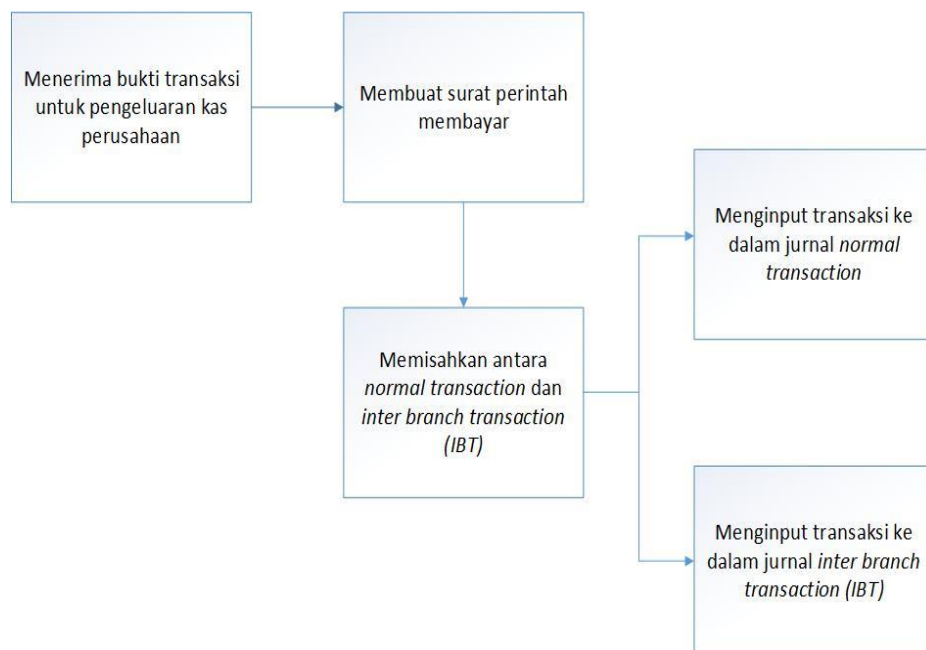 Menerima bukti transaksi
untuk pengeluaran kas
perusahaan
Membuat surat perintah
membayar
Memisahkan antara
normal transaction dan
inter branch transaction
(IBT)
Menginput transaksi ke
dalam jurnal normal
transaction
Menginput transaksi ke
dalam jurnal inter branch
transaction (IBT)